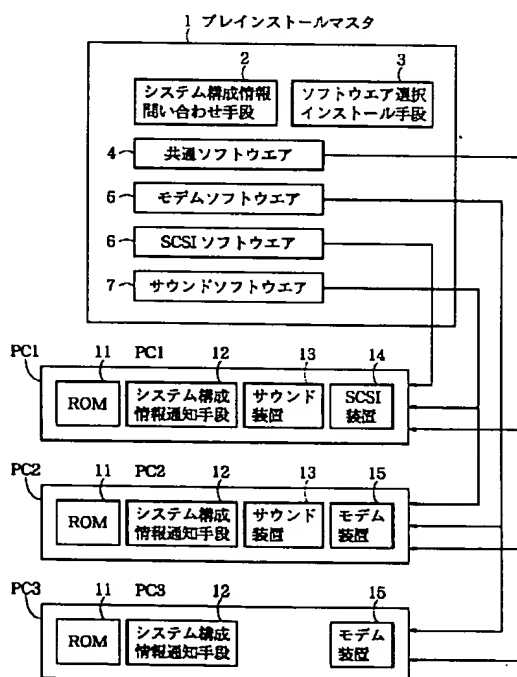 1 プレインストールマスタ
2
3
システム構成情報
問い合わせ手段
ソフトウエア選択
インストール手段
4
共通ソフトウエア
5
モデムソフトウエア
6
SCSI ソフトウエア
7
サウンドソフトウエア
PC1
11
PC1
12
13
14
ROM
システム構成
情報通知手段
サウンド
装置
SCSI
装置
PC2
11
PC2
12
13
15
ROM
システム構成
情報通知手段
サウンド
装置
モデム
装置
PC3
11
PC3
12
15
ROM
システム構成
情報通知手段
モデム
装置